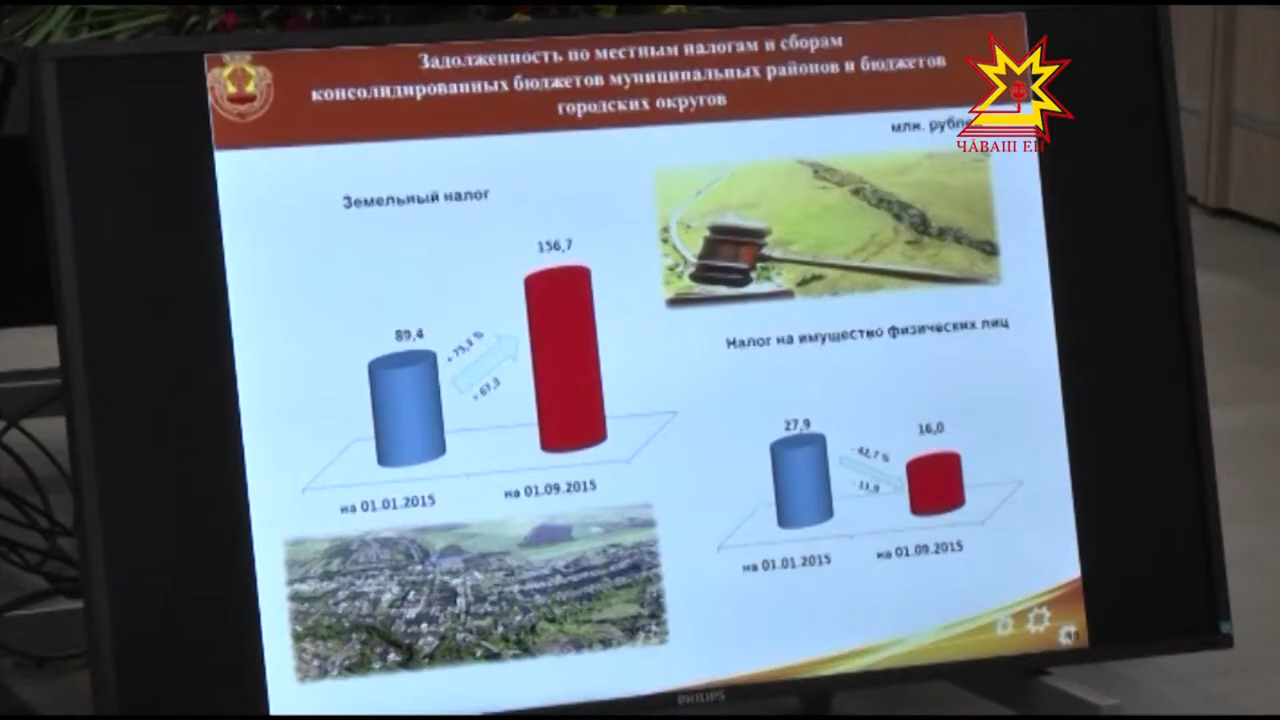 Задолженность по местным налогам и сборам
консолидированных бюджетов муниципальных районов и бюджетов
городских округов
млн. рублей
ЧĂВАШ ЕН
Земельный налог
156,7
89,4
+ 75,3 %
+ 67,3
на 01.01.2015
на 01.09.2015
Налог на имущество физических лиц
27,9
16,0
- 42,7 %
- 11,9
на 01.01.2015
на 01.09.2015
PHILIPS